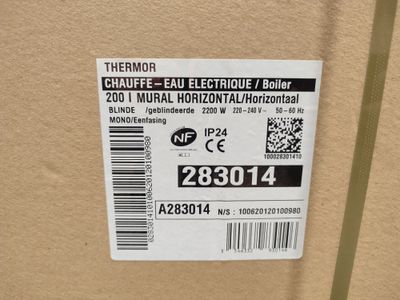 THERMOR
CHAUFFE-EAU ELECTRIQUE / Boiler
200 l MURAL HORIZONTAL/Horizontaal
BLINDE /geblindeerde 2200 W 220-240 V~ 50-60 Hz
MONO/Eenfasing
NF
IP24
CE
100028301410
283014
A283014
N/S : 100620120100980